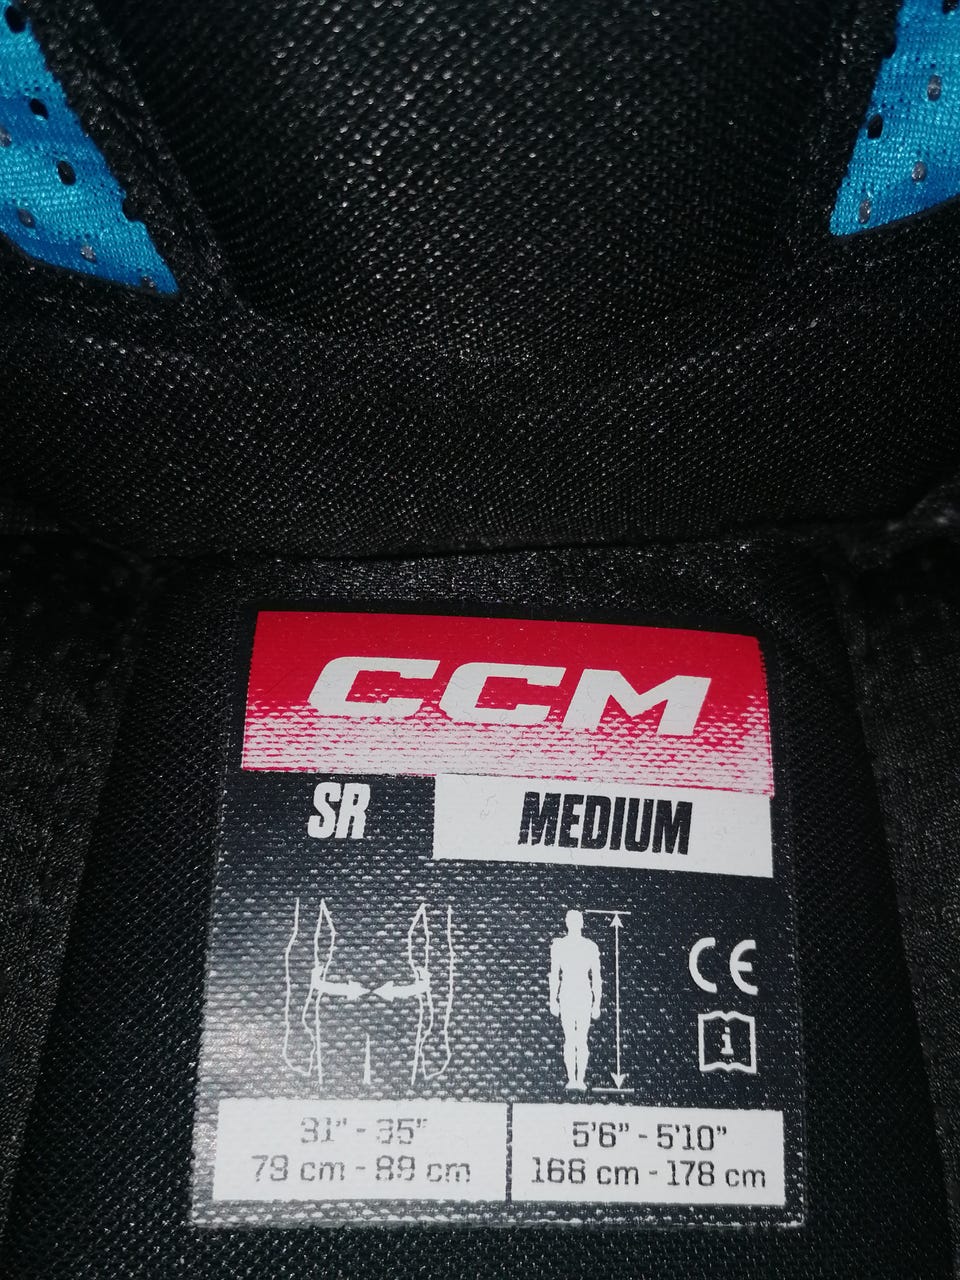 CCM
SR
MEDIUM
CE
i
31" - 35"
79 cm - 89 cm
5'6" - 5'10"
168 cm - 178 cm